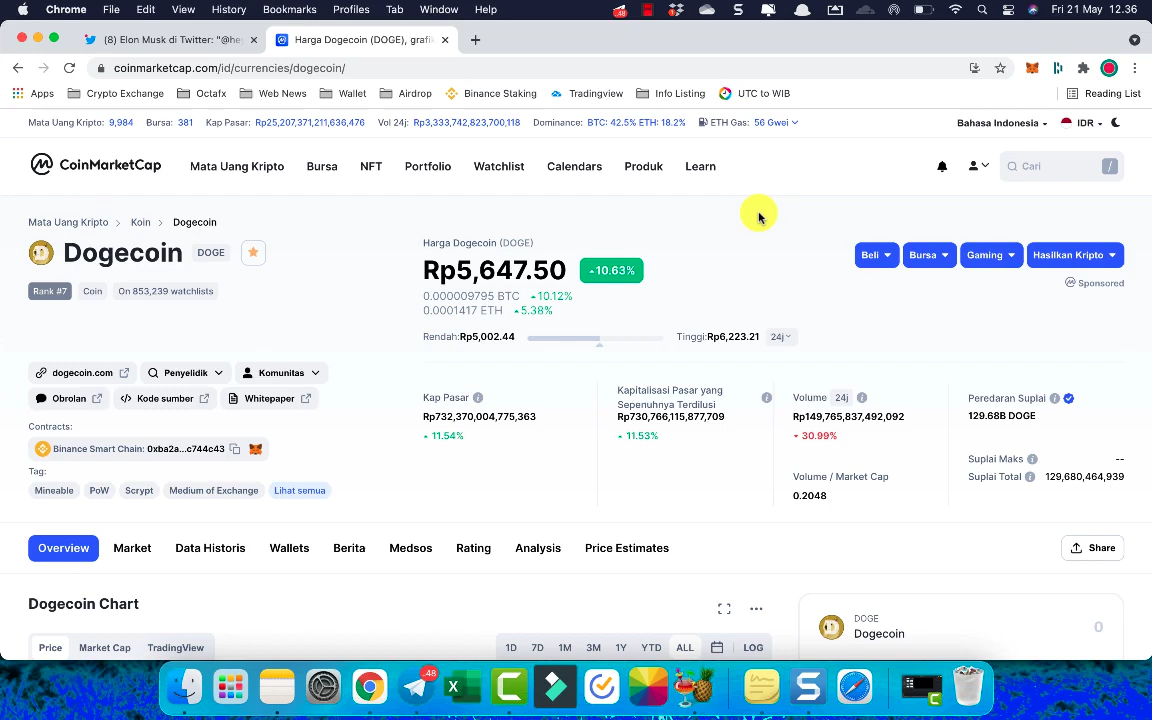 Chrome File Edit View History Bookmarks Profiles Tab Window Help .48 Fri 21 May 12.36
(8) Elon Musk di Twitter: "@he
Harga Dogecoin (DOGE), grafi
coinmarketcap.com/id/currencies/dogecoin/
Apps Crypto Exchange Octafx Web News Wallet Airdrop Binance Staking Tradingview Info Listing UTC to WIB Reading List
Mata Uang Kripto: 9,984 Bursa: 381 Kap Pasar: Rp25,207,371,211,636,476 Vol 24j: Rp3,333,742,823,700,118 Dominance: BTC: 42.5% ETH: 18.2% ETH Gas: 56 Gwei Bahasa Indonesia IDR
CoinMarketCap Mata Uang Kripto Bursa NFT Portfolio Watchlist Calendars Produk Learn Cari /
Mata Uang Kripto > Koin > Dogecoin
Dogecoin DOGE
Rank #7 Coin On 853,239 watchlists
Harga Dogecoin (DOGE)
Rp5,647.50 10.63%
0.000009795 BTC 10.12%
0.0001417 ETH 5.38%
Rendah: Rp5,002.44 Tinggi: Rp6,223.21 24j
Beli Bursa Gaming Hasilkan Kripto
Sponsored
dogecoin.com Penyelidik Komunitas
Obrolan Kode sumber Whitepaper
Contracts:
Binance Smart Chain: 0xba2a...c744c43
Tag:
Mineable PoW Scrypt Medium of Exchange Lihat semua
Kap Pasar
Rp732,370,004,775,363
11.54%
Kapitalisasi Pasar yang
Sepenuhnya Terdilusi
Rp730,766,115,877,709
11.53%
Volume 24j
Rp149,765,837,492,092
30.99%
Volume / Market Cap
0.2048
Peredaran Suplai
129.68B DOGE
Suplai Maks --
Suplai Total 129,680,464,939
Overview Market Data Historis Wallets Berita Medsos Rating Analysis Price Estimates Share
Dogecoin Chart
Price Market Cap TradingView 1D 7D 1M 3M 1Y YTD ALL LOG
DOGE
Dogecoin 0
48